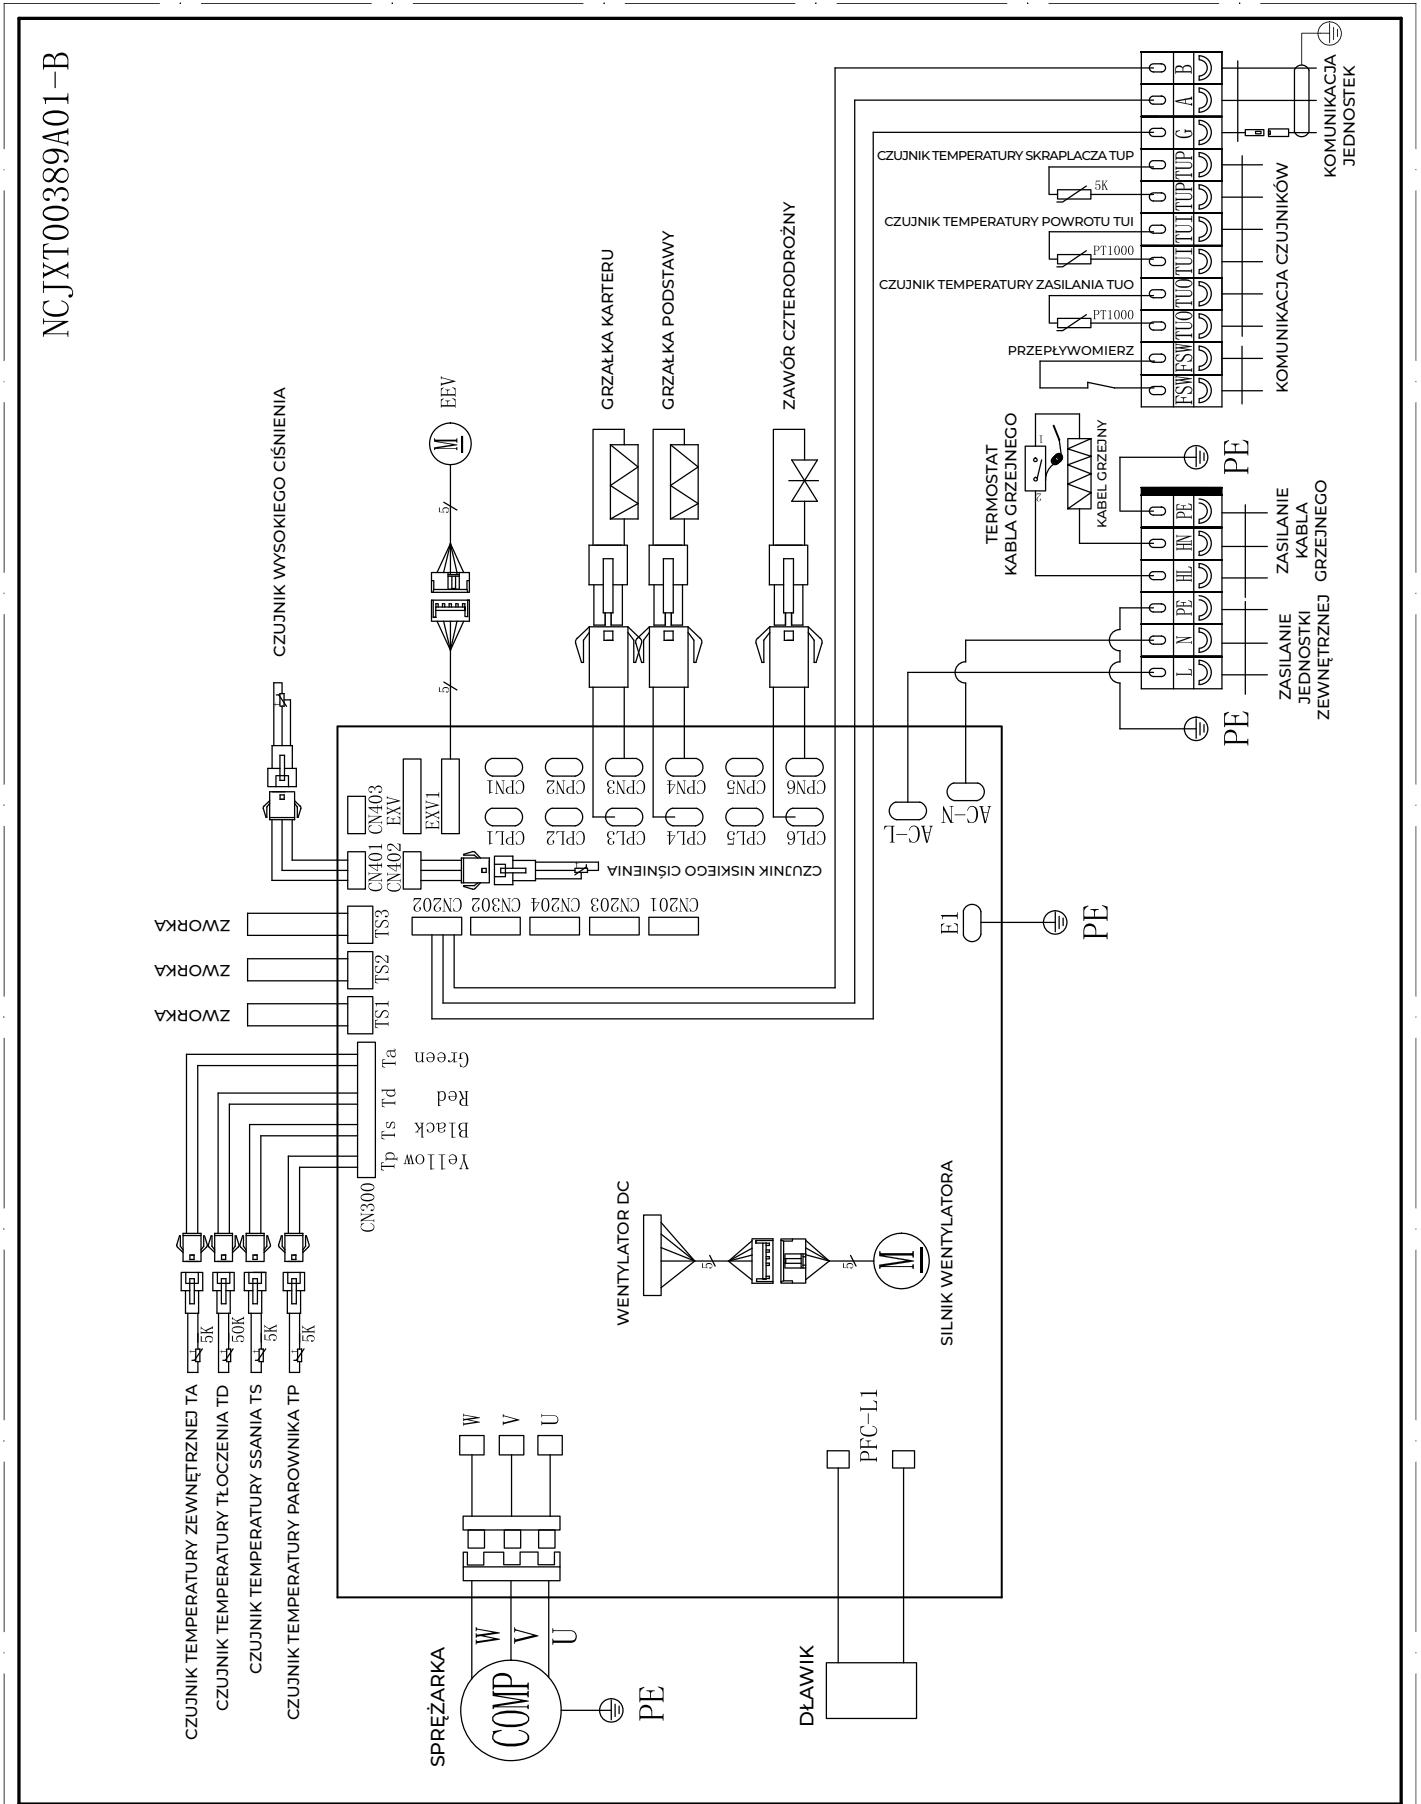 NCJXT00389A01-B
CZUJNIK WYSOKIEGO CIŚNIENIA
EEV
M
5
5
GRZAŁKA KARTERU
GRZAŁKA PODSTAWY
ZAWÓR CZTERODROŻNY
CZUJNIK TEMPERATURY SKRAPLACZA TUP
5K
CZUJNIK TEMPERATURY POWROTU TUI
PT1000
CZUJNIK TEMPERATURY ZASILANIA TUO
PT1000
PRZEPŁYWOMIERZ
B
A
G
TUP
TUP
TUI
TUI
TUO
TUO
FSW
FSW
KOMUNIKACJA
JEDNOSTEK
KOMUNIKACJA CZUJNIKÓW
TERMOSTAT
KABLA GRZEJNEGO
1
2
KABEL GRZEJNY
PE
PE
HN
HL
PE
N
L
ZASILANIE
KABLA
GRZEJNEGO
ZASILANIE
JEDNOSTKI
ZEWNĘTRZNEJ
PE
CN403
EXV
EXV1
CPN1
CPN2
CPN3
CPN4
CPN5
CPN6
CPL1
CPL2
CPL3
CPL4
CPL5
CPL6
AC-L
AC-N
CN401
CN402
CZUJNIK NISKIEGO CIŚNIENIA
CN202
CN302
CN204
CN203
CN201
E1
PE
ZWORKA
TS3
ZWORKA
TS2
ZWORKA
TS1
Ta
Green
Td
Red
Ts
Black
Tp
Yellow
CN300
5K
50K
5K
5K
CZUJNIK TEMPERATURY ZEWNĘTRZNEJ TA
CZUJNIK TEMPERATURY TŁOCZENIA TD
CZUJNIK TEMPERATURY SSANIA TS
CZUJNIK TEMPERATURY PAROWNIKA TP
WENTYLATOR DC
5
5
M
SILNIK WENTYLATORA
W
V
U
PFC-L1
W
V
U
SPRĘŻARKA
COMP
PE
DŁAWIK